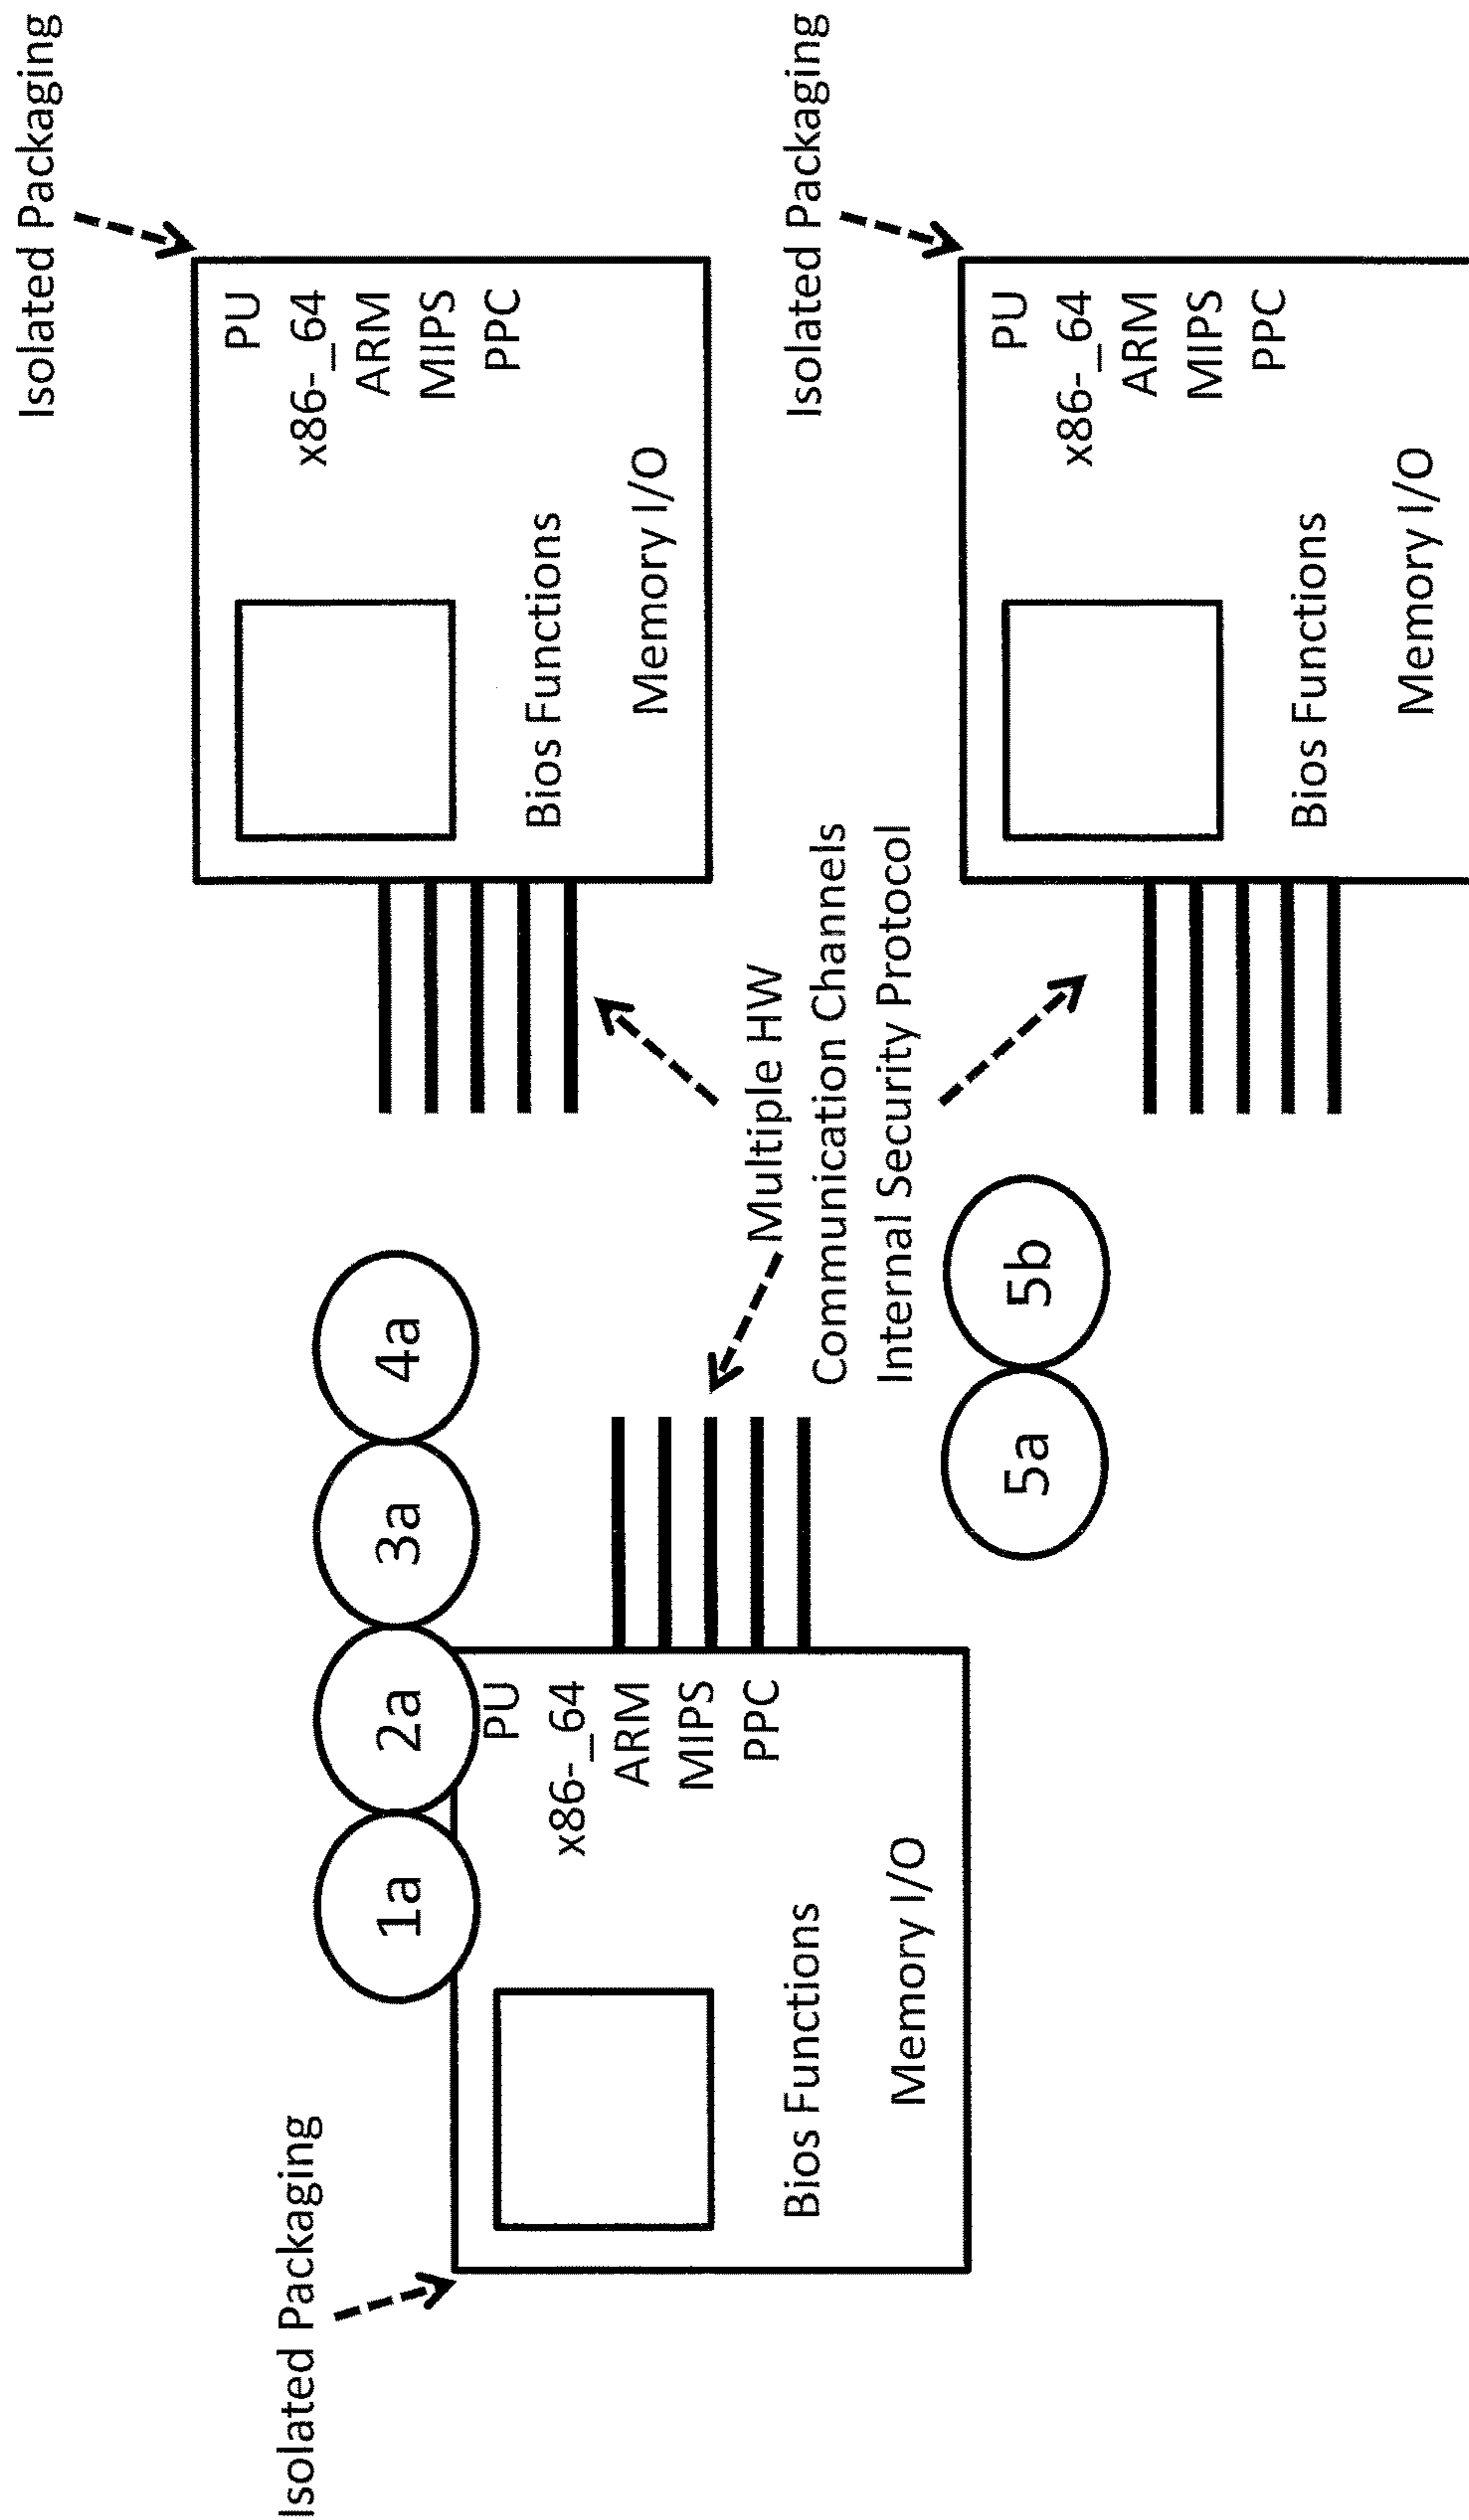 Isolated Packaging
1a
2a
3a
4a
PU
x86-_64
ARM
MIPS
PPC
Bios Functions
Memory I/O
Multiple HW
Communication Channels
Internal Security Protocol
5a
5b
Isolated Packaging
PU
x86-_64
ARM
MIPS
PPC
Bios Functions
Memory I/O
Isolated Packaging
PU
x86-_64
ARM
MIPS
PPC
Bios Functions
Memory I/O